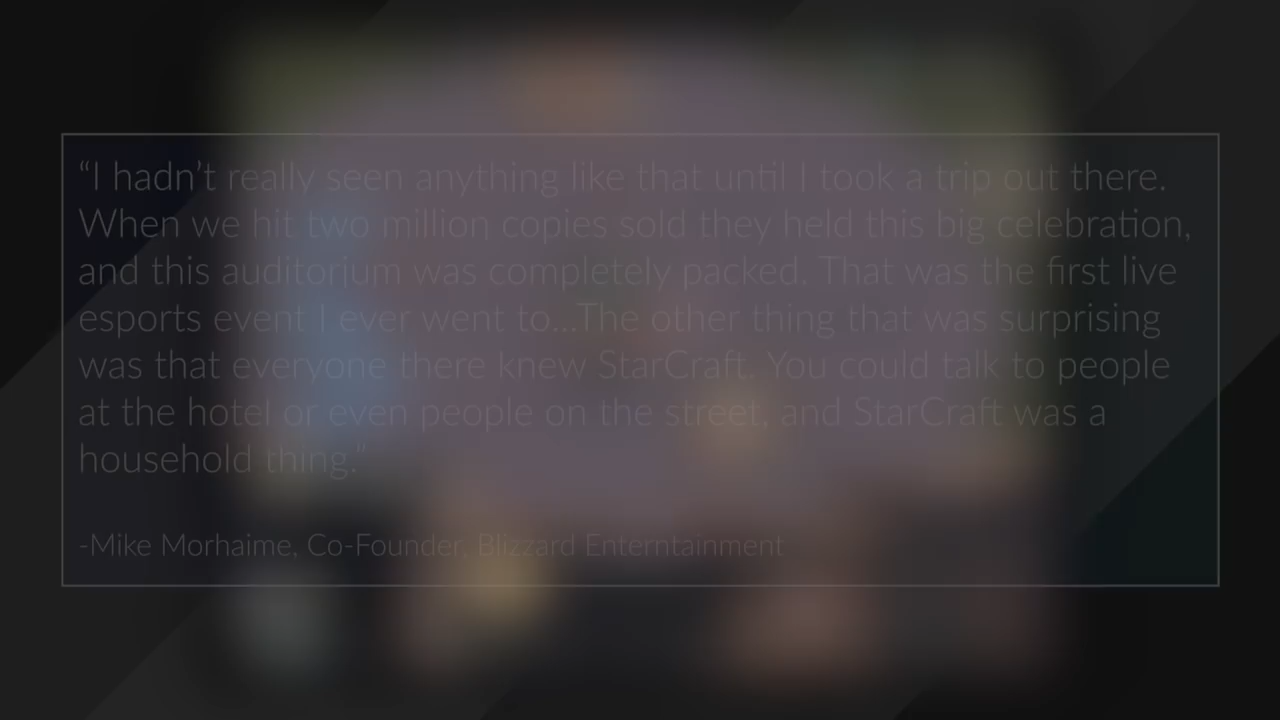 “I hadn’t really seen anything like that until I took a trip out there.
When we hit two million copies sold they held this big celebration,
and this auditorium was completely packed. That was the first live
esports event I ever went to...The other thing that was surprising
was that everyone there knew StarCraft. You could talk to people
at the hotel or even people on the street, and StarCraft was a
household thing.”
-Mike Morhaime, Co-Founder, Blizzard Enterntainment